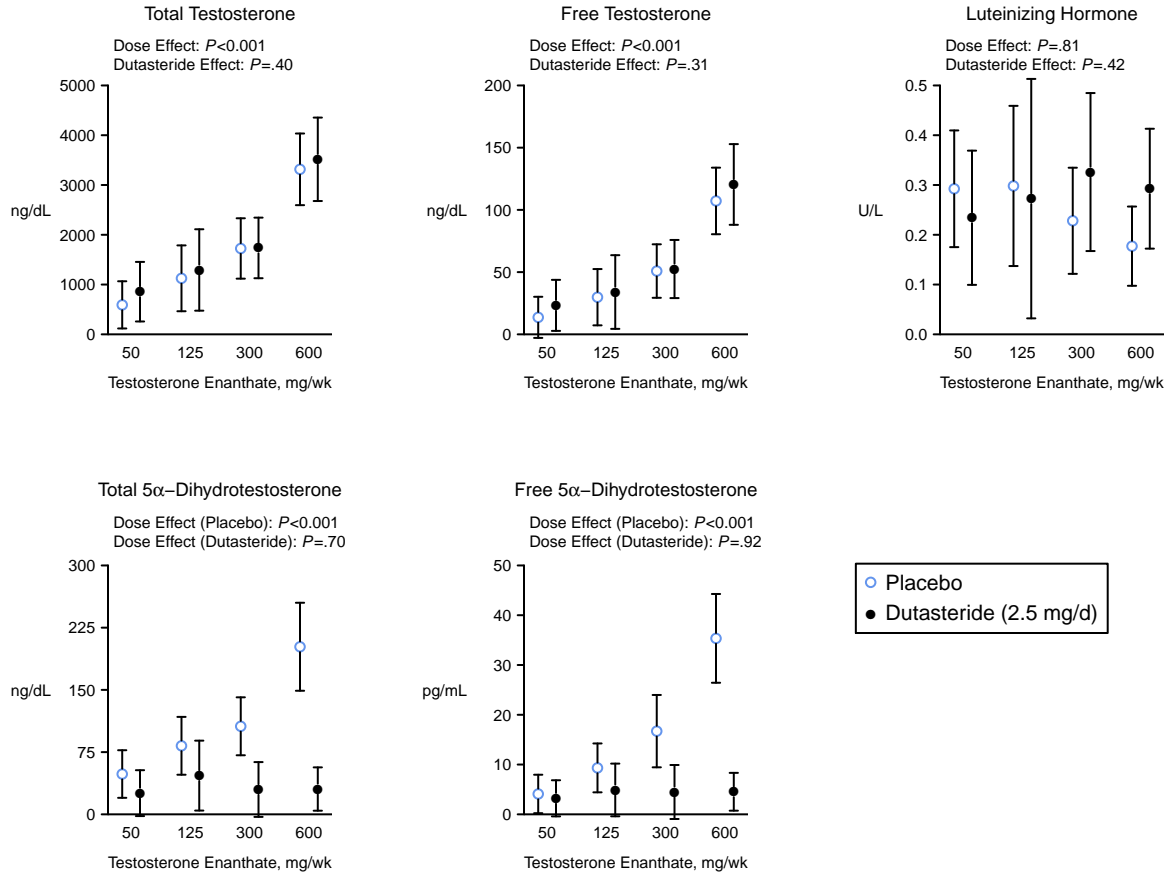 Total Testosterone
Dose Effect: P<0.001
Dutasteride Effect: P=.40
5000
4000
3000
2000
1000
0
ng/dL
50 125 300 600
Testosterone Enanthate, mg/wk
Free Testosterone
Dose Effect: P<0.001
Dutasteride Effect: P=.31
200
150
100
50
0
ng/dL
50 125 300 600
Testosterone Enanthate, mg/wk
Luteinizing Hormone
Dose Effect: P=.81
Dutasteride Effect: P=.42
0.5
0.4
0.3
0.2
0.1
0.0
U/L
50 125 300 600
Testosterone Enanthate, mg/wk
Total 5α−Dihydrotestosterone
Dose Effect (Placebo): P<0.001
Dose Effect (Dutasteride): P=.70
300
225
150
75
0
ng/dL
50 125 300 600
Testosterone Enanthate, mg/wk
Free 5α−Dihydrotestosterone
Dose Effect (Placebo): P<0.001
Dose Effect (Dutasteride): P=.92
50
40
30
20
10
0
pg/mL
50 125 300 600
Testosterone Enanthate, mg/wk
Placebo
Dutasteride (2.5 mg/d)